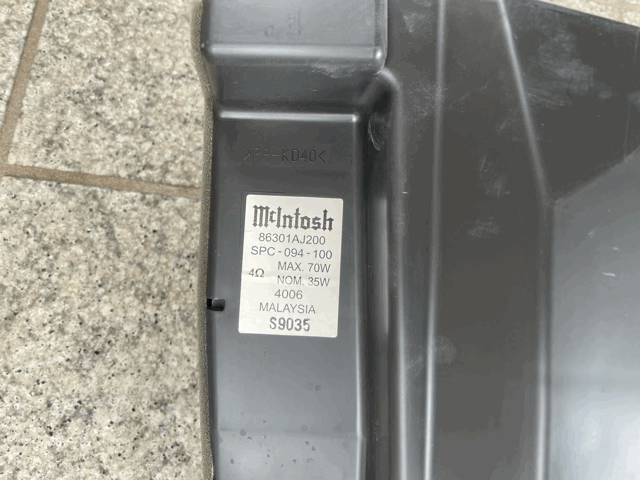 >PP-KD40<
McIntosh
86301AJ200
SPC-094-100
4Ω MAX. 70W
NOM. 35W
4006
MALAYSIA
S9035